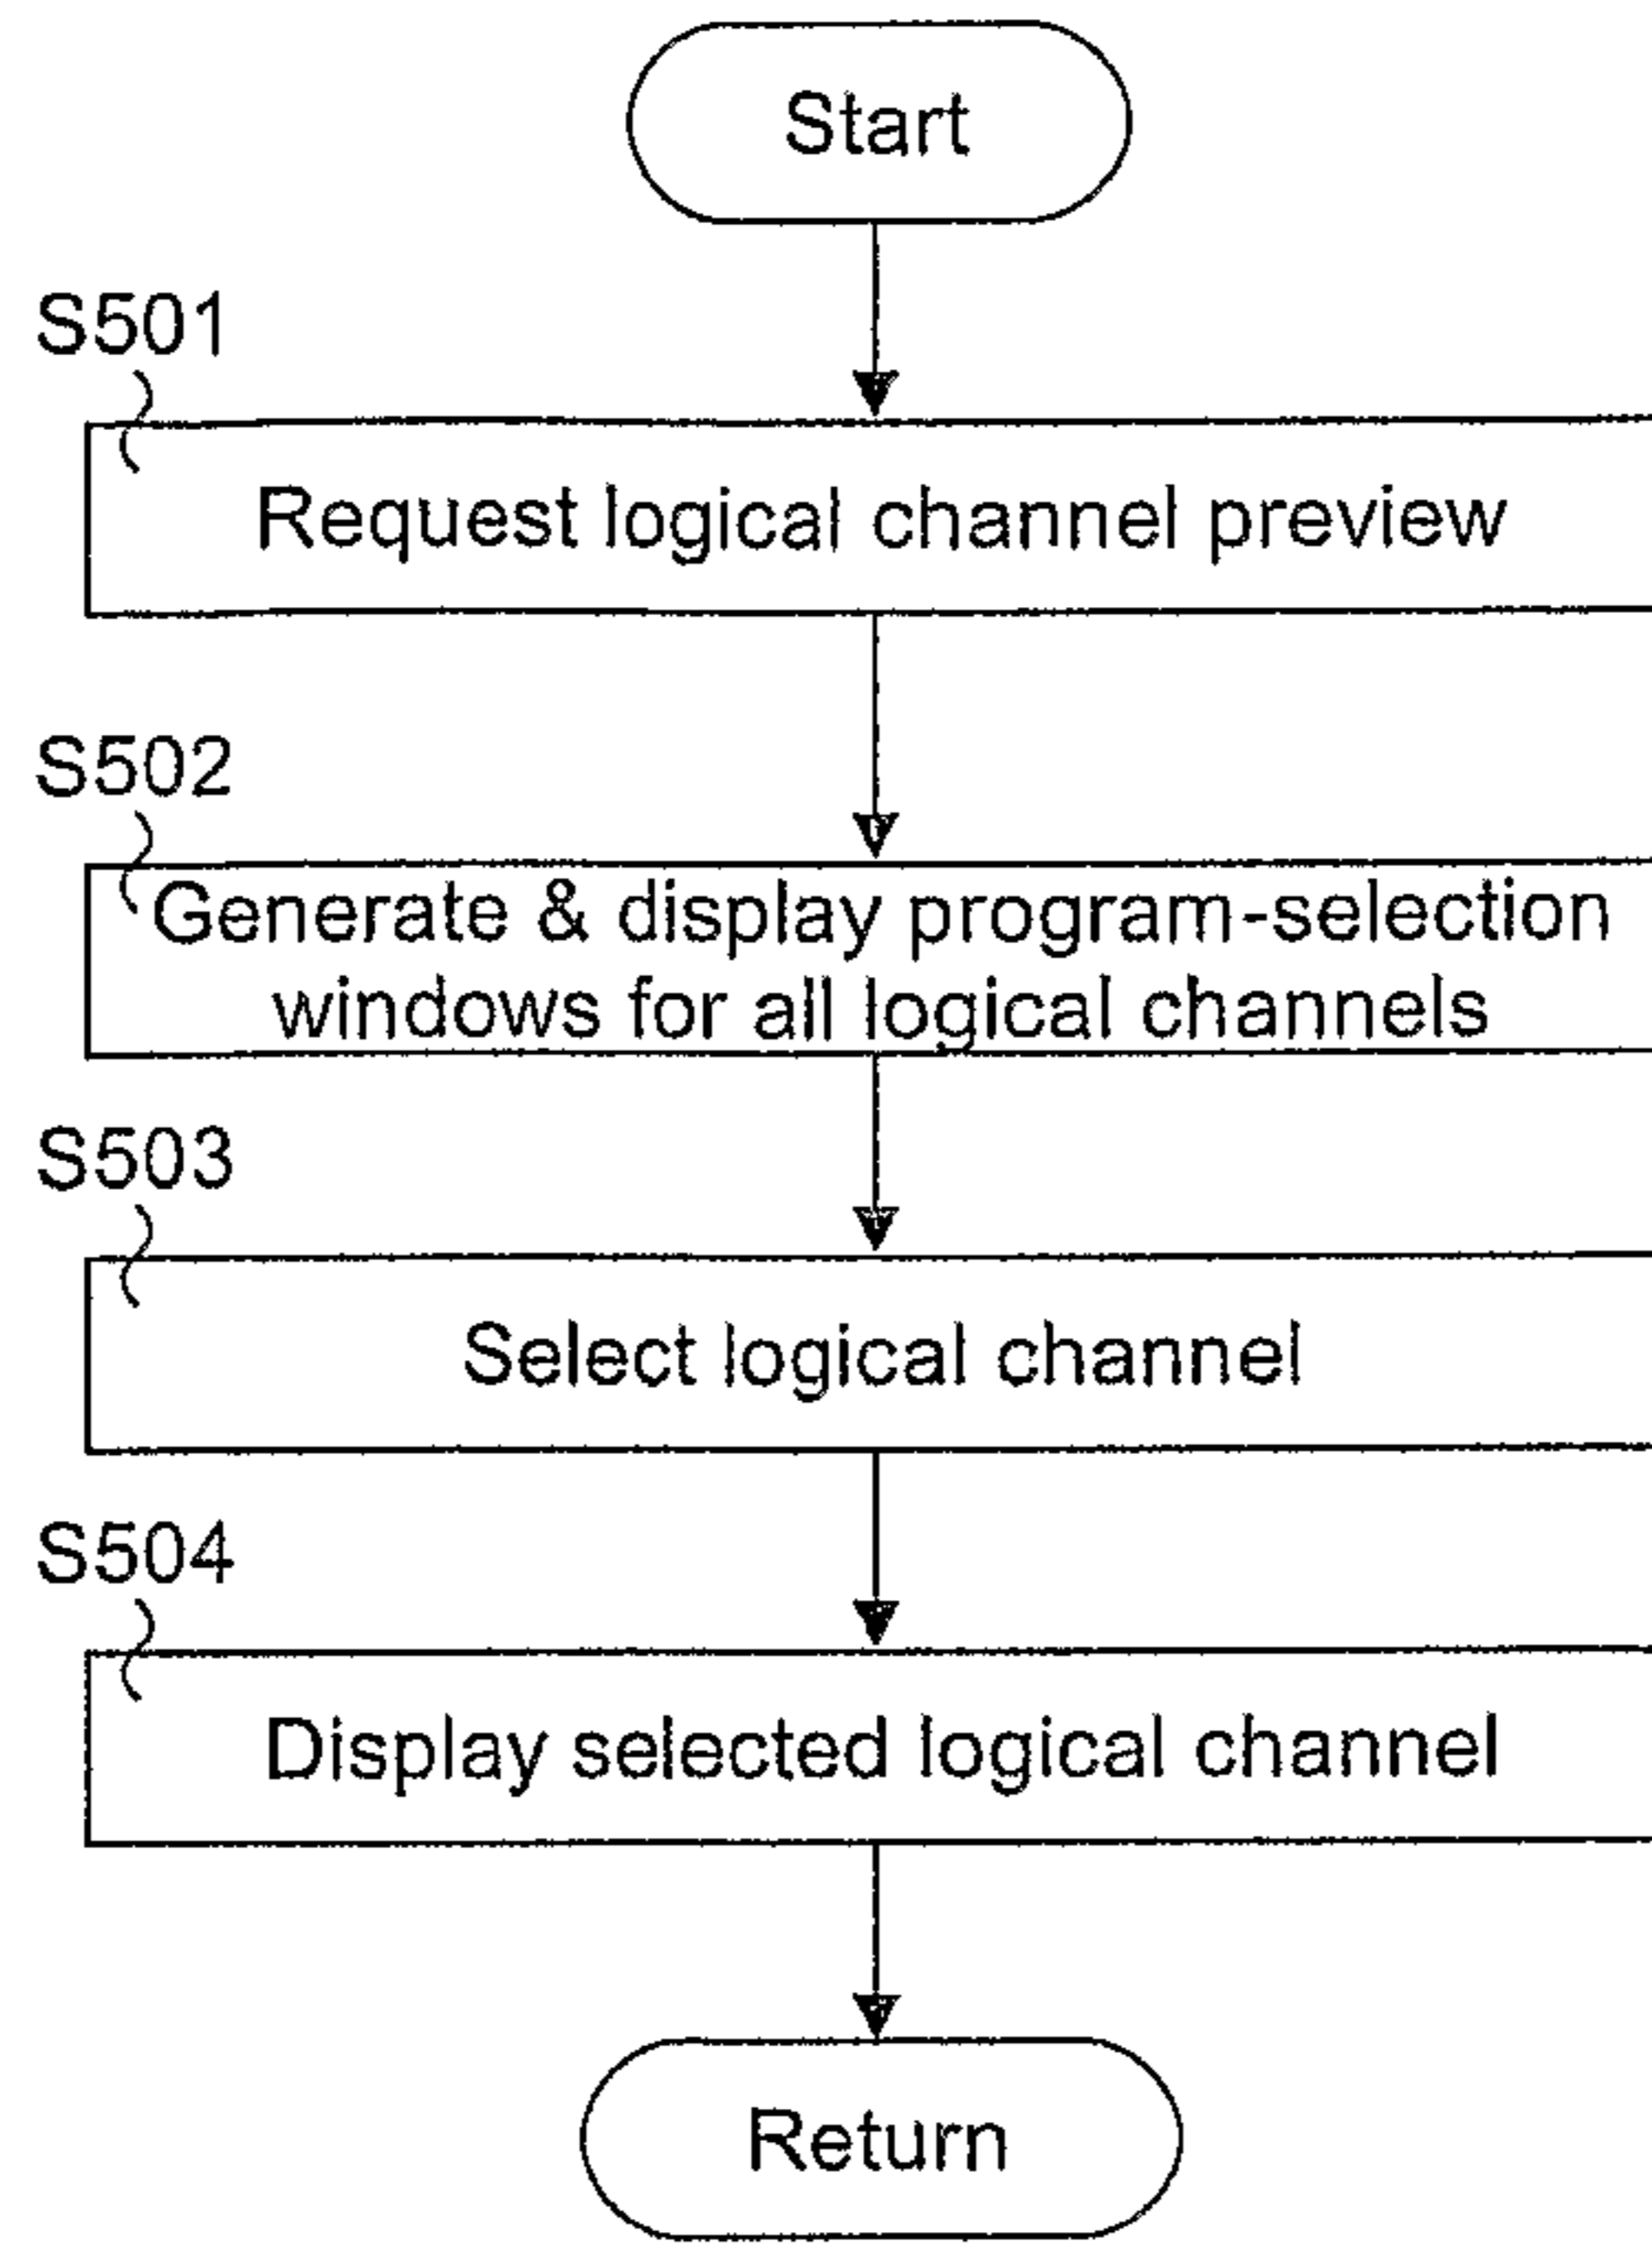 Start
S501
Request logical channel preview
S502
Generate & display program-selection
windows for all logical channels
S503
Select logical channel
S504
Display selected logical channel
Return